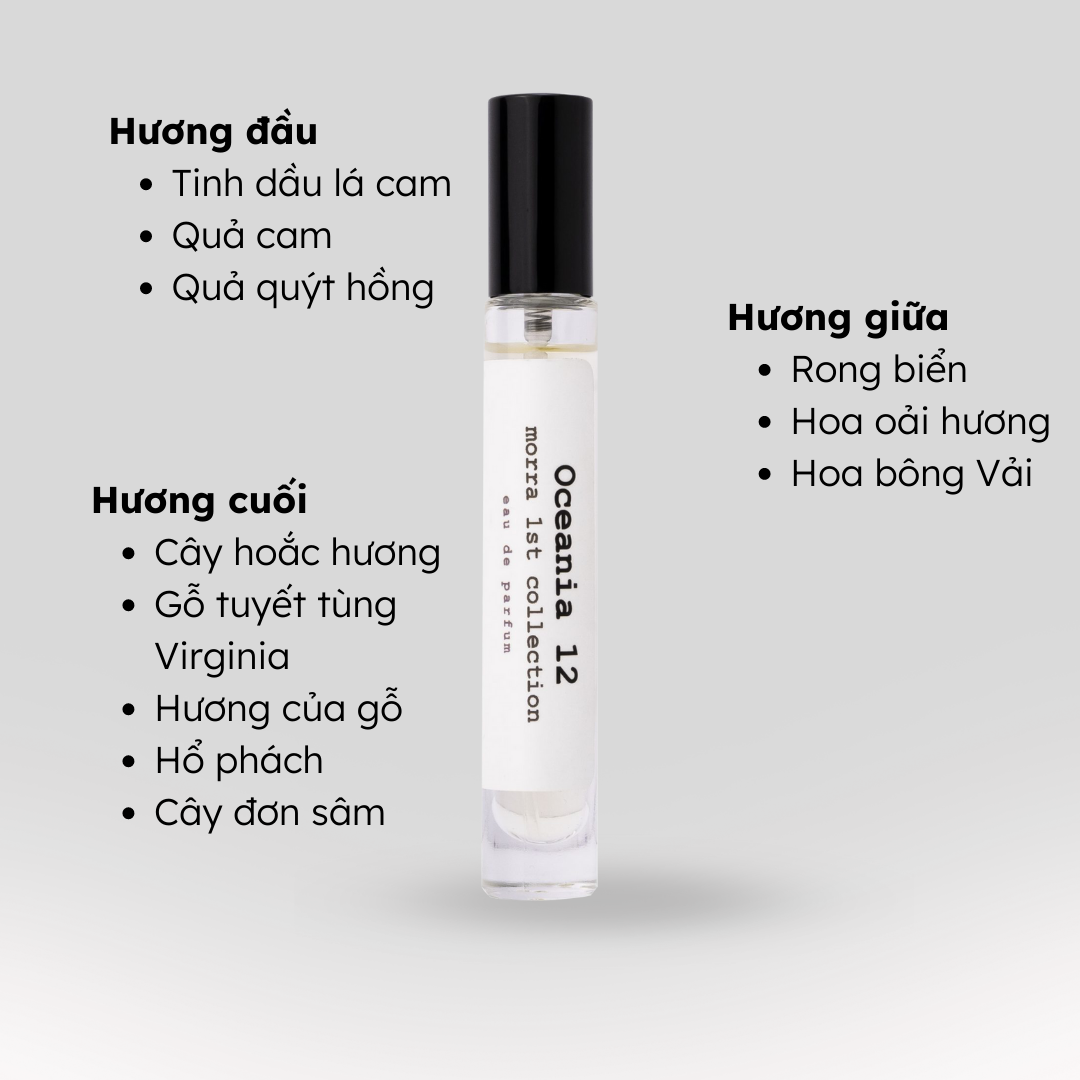 Hương đầu
Tinh dầu lá cam
Quả cam
Quả quýt hồng
Hương giữa
Rong biển
Hoa oải hương
Hoa bông Vải
Hương cuối
Cây hoắc hương
Gỗ tuyết tùng
Virginia
Hương của gỗ
Hổ phách
Cây đơn sâm
Oceania 12
morra 1st collection
eau de parfum